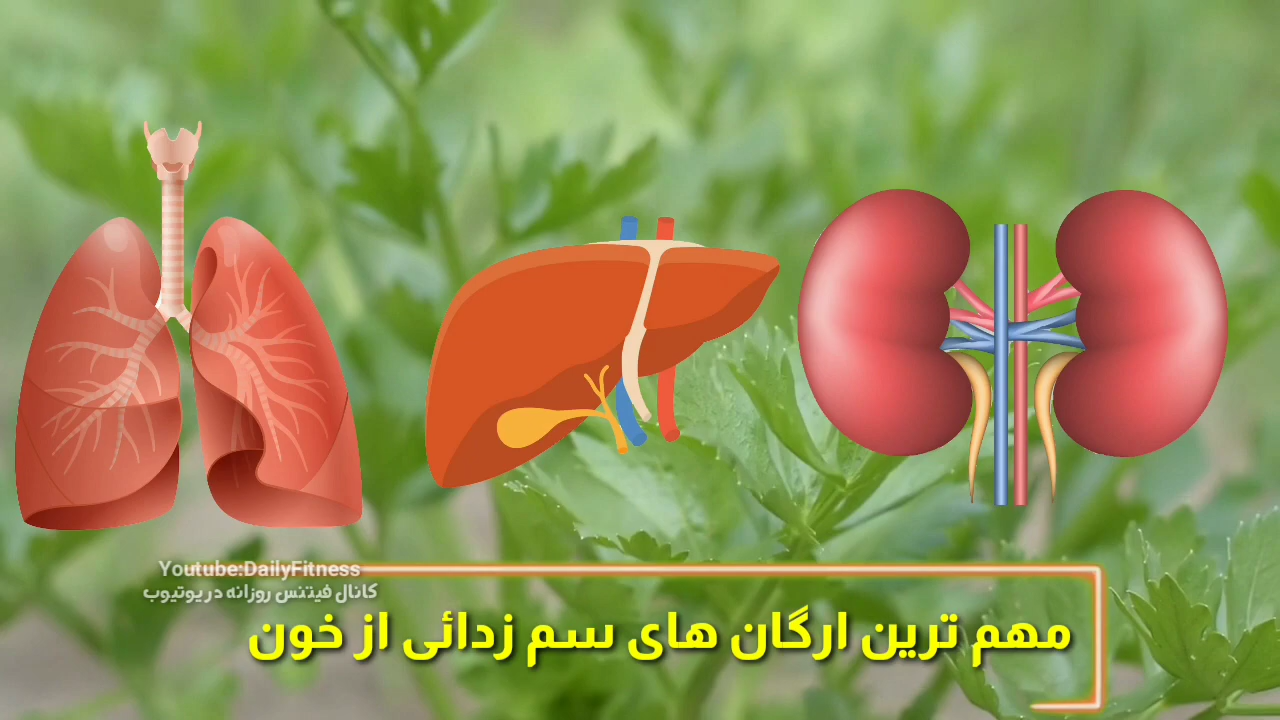 Youtube:DailyFitness
کانال فیتنس روزانه در یوتیوب
مهم ترین ارگان های سم زدائی از خون